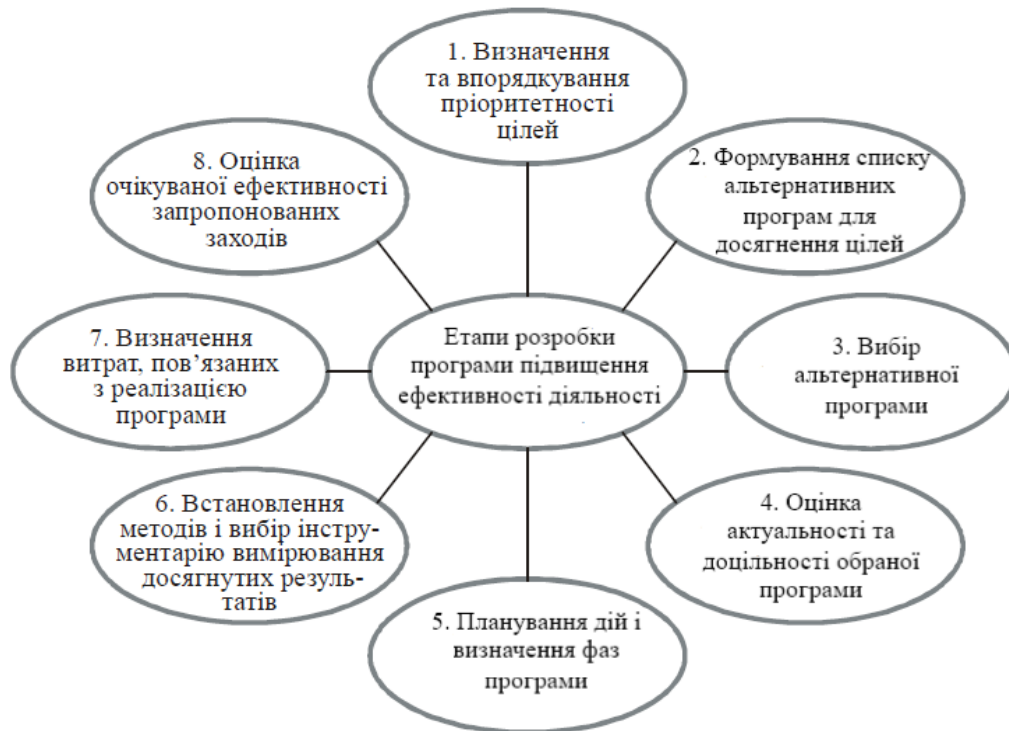 1. Визначення
та впорядкування
пріоритетності
цілей
2. Формування списку
альтернативних
програм для
досягнення цілей
3. Вибір
альтернативної
програми
4. Оцінка
актуальності та
доцільності обраної
програми
5. Планування дій і
визначення фаз
програми
6. Встановлення
методів і вибір інстру-
ментарію вимірювання
досягнутих резуль-
татів
7. Визначення
витрат, пов’язаних
з реалізацією
програми
8. Оцінка
очікуваної ефективності
запропонованих
заходів
Етапи розробки
програми підвищення
ефективності діяльності